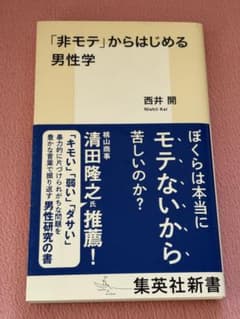 「非モテ」からはじめる
男性学
西井 開
Nishii Kai
ぼくらは本当に
モテないから
苦しいのか?
桃山商事
清田隆之氏推薦!
「キモい」「弱い」「ダサい」
暴力的に片づけられがちな問題を
豊かな言葉で掘り返す男性研究の書
集英社新書